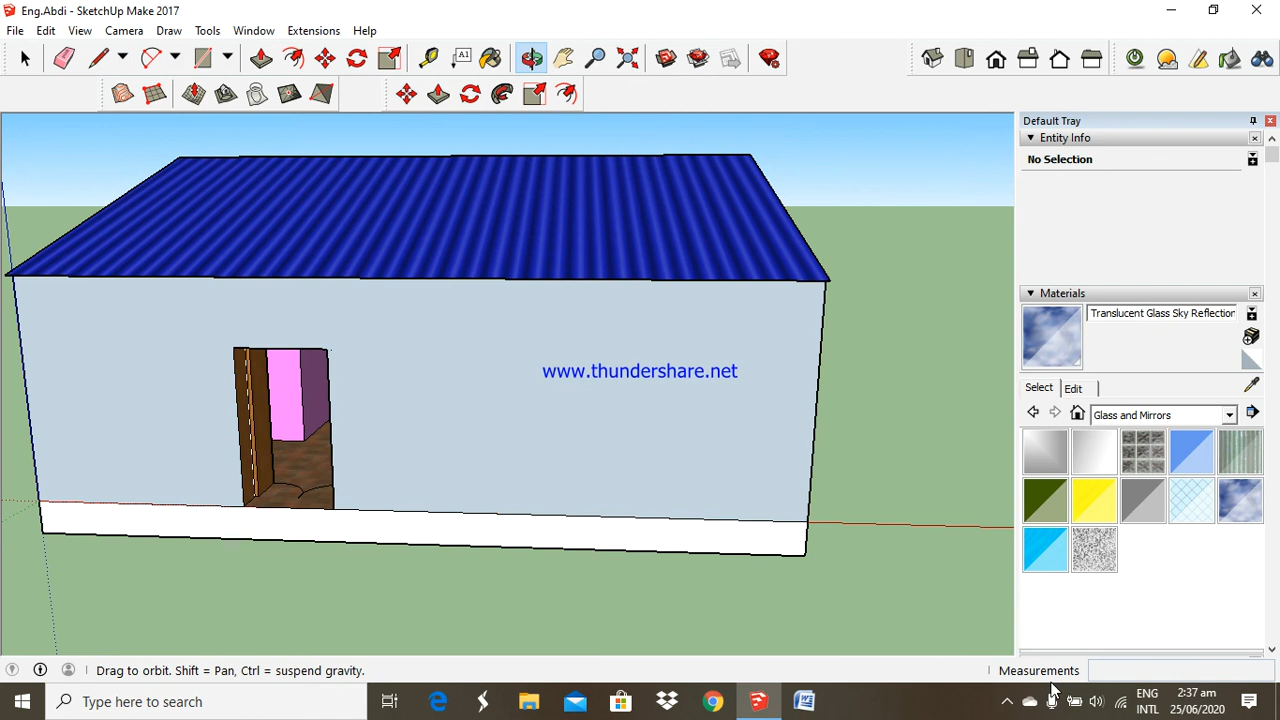 Eng.Abdi - SketchUp Make 2017
File Edit View Camera Draw Tools Window Extensions Help
A1
Default Tray
Entity Info
No Selection
Materials
Translucent Glass Sky Reflection
Select Edit
Glass and Mirrors
www.thundershare.net
Drag to orbit. Shift = Pan, Ctrl = suspend gravity.
Measurements
Type here to search
ENG
INTL
2:37 am
25/06/2020